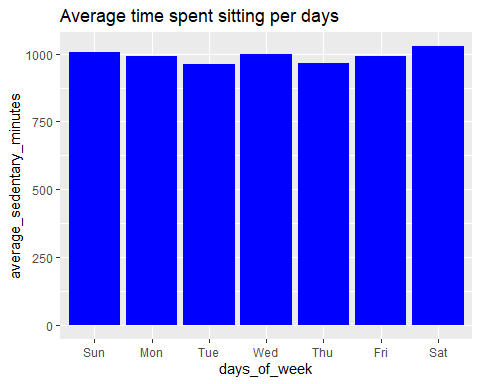 Average time spent sitting per days
average_sedentary_minutes
1000
750
500
250
0
Sun Mon Tue Wed Thu Fri Sat
days_of_week